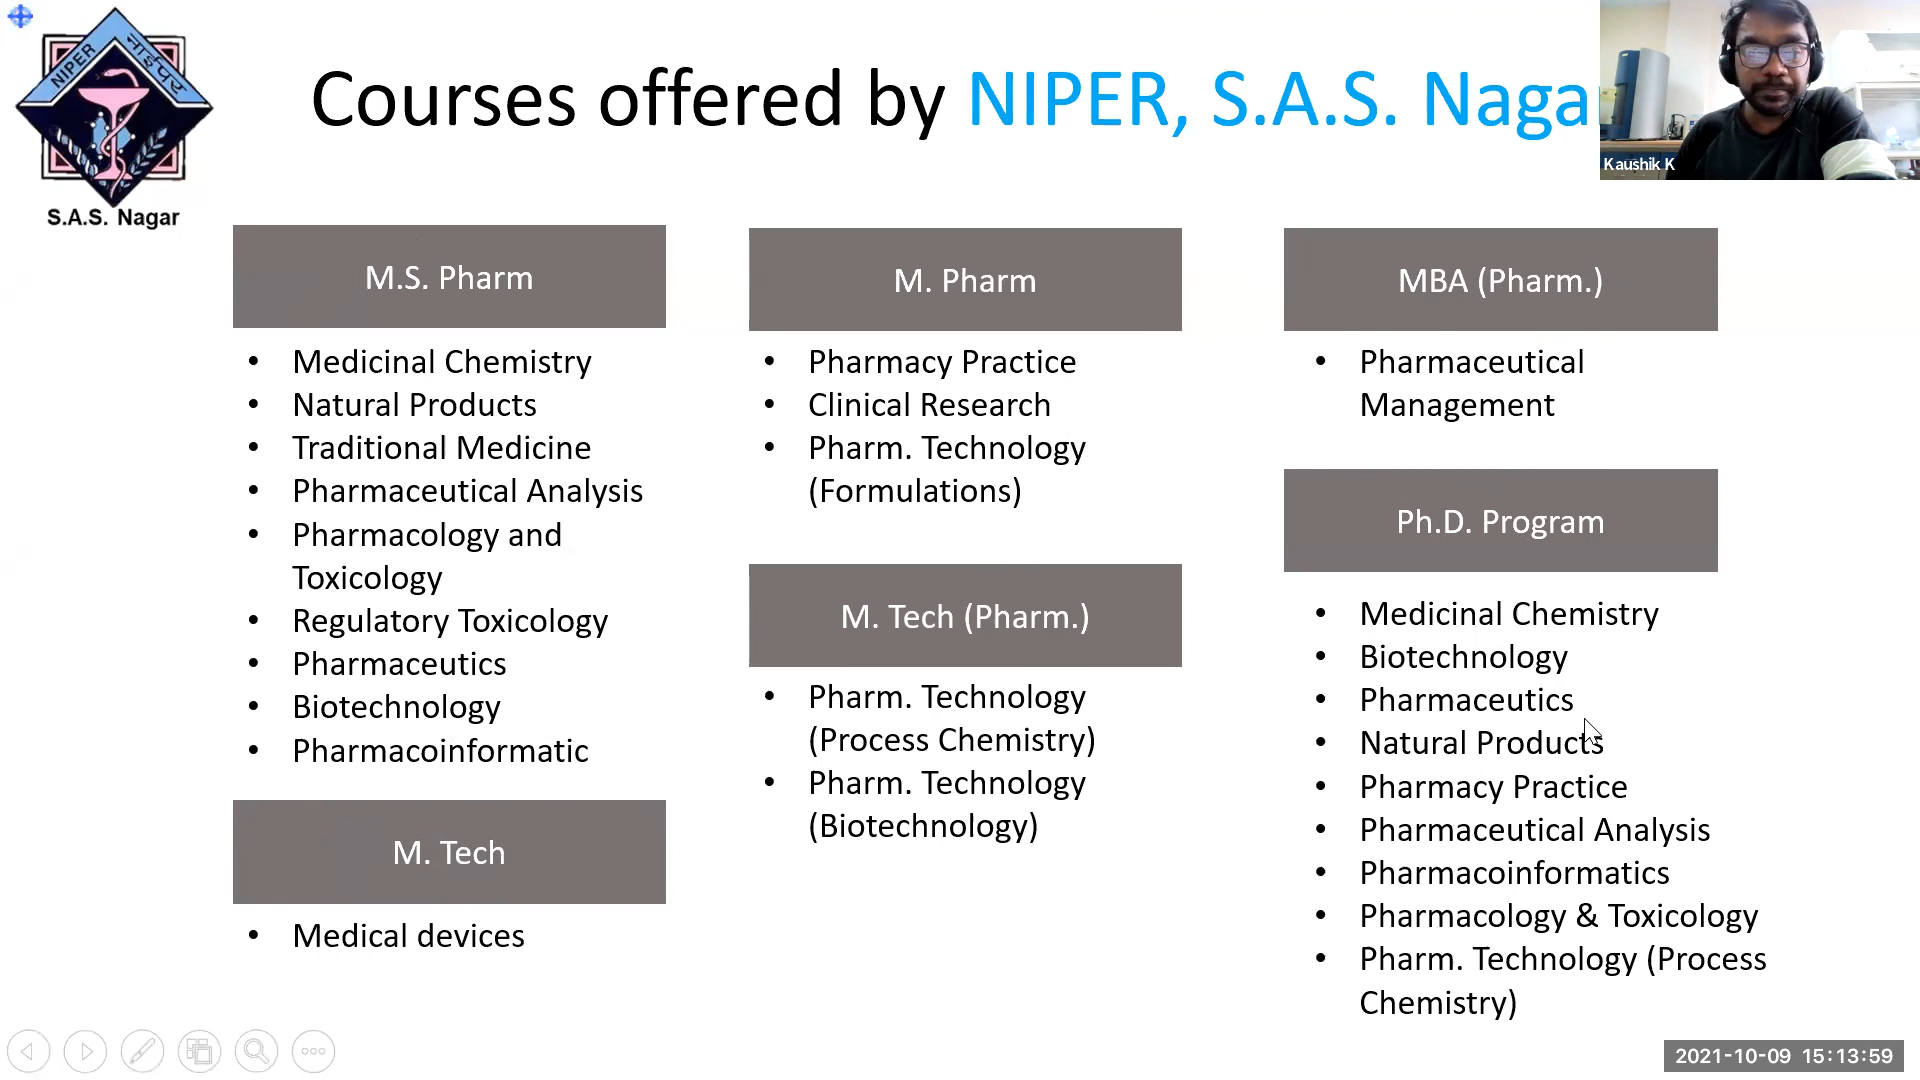 NIPER
नाईपर
S.A.S. Nagar
Courses offered by NIPER, S.A.S. Naga
Kaushik K
M.S. Pharm
• Medicinal Chemistry
• Natural Products
• Traditional Medicine
• Pharmaceutical Analysis
• Pharmacology and
Toxicology
• Regulatory Toxicology
• Pharmaceutics
• Biotechnology
• Pharmacoinformatic
M. Tech
• Medical devices
M. Pharm
• Pharmacy Practice
• Clinical Research
• Pharm. Technology
(Formulations)
M. Tech (Pharm.)
• Pharm. Technology
(Process Chemistry)
• Pharm. Technology
(Biotechnology)
MBA (Pharm.)
• Pharmaceutical
Management
Ph.D. Program
• Medicinal Chemistry
• Biotechnology
• Pharmaceutics
• Natural Products
• Pharmacy Practice
• Pharmaceutical Analysis
• Pharmacoinformatics
• Pharmacology & Toxicology
• Pharm. Technology (Process
Chemistry)
2021-10-09 15:13:59